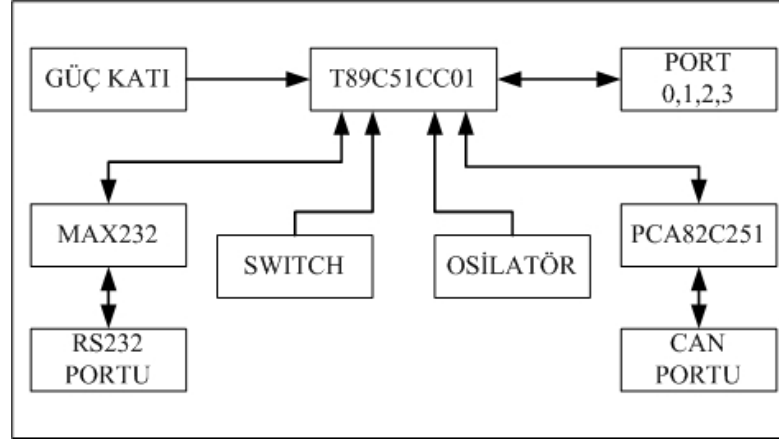 GÜÇ KATI
T89C51CC01
PORT
0,1,2,3
MAX232
SWITCH
OSİLATÖR
PCA82C251
RS232
PORTU
CAN
PORTU